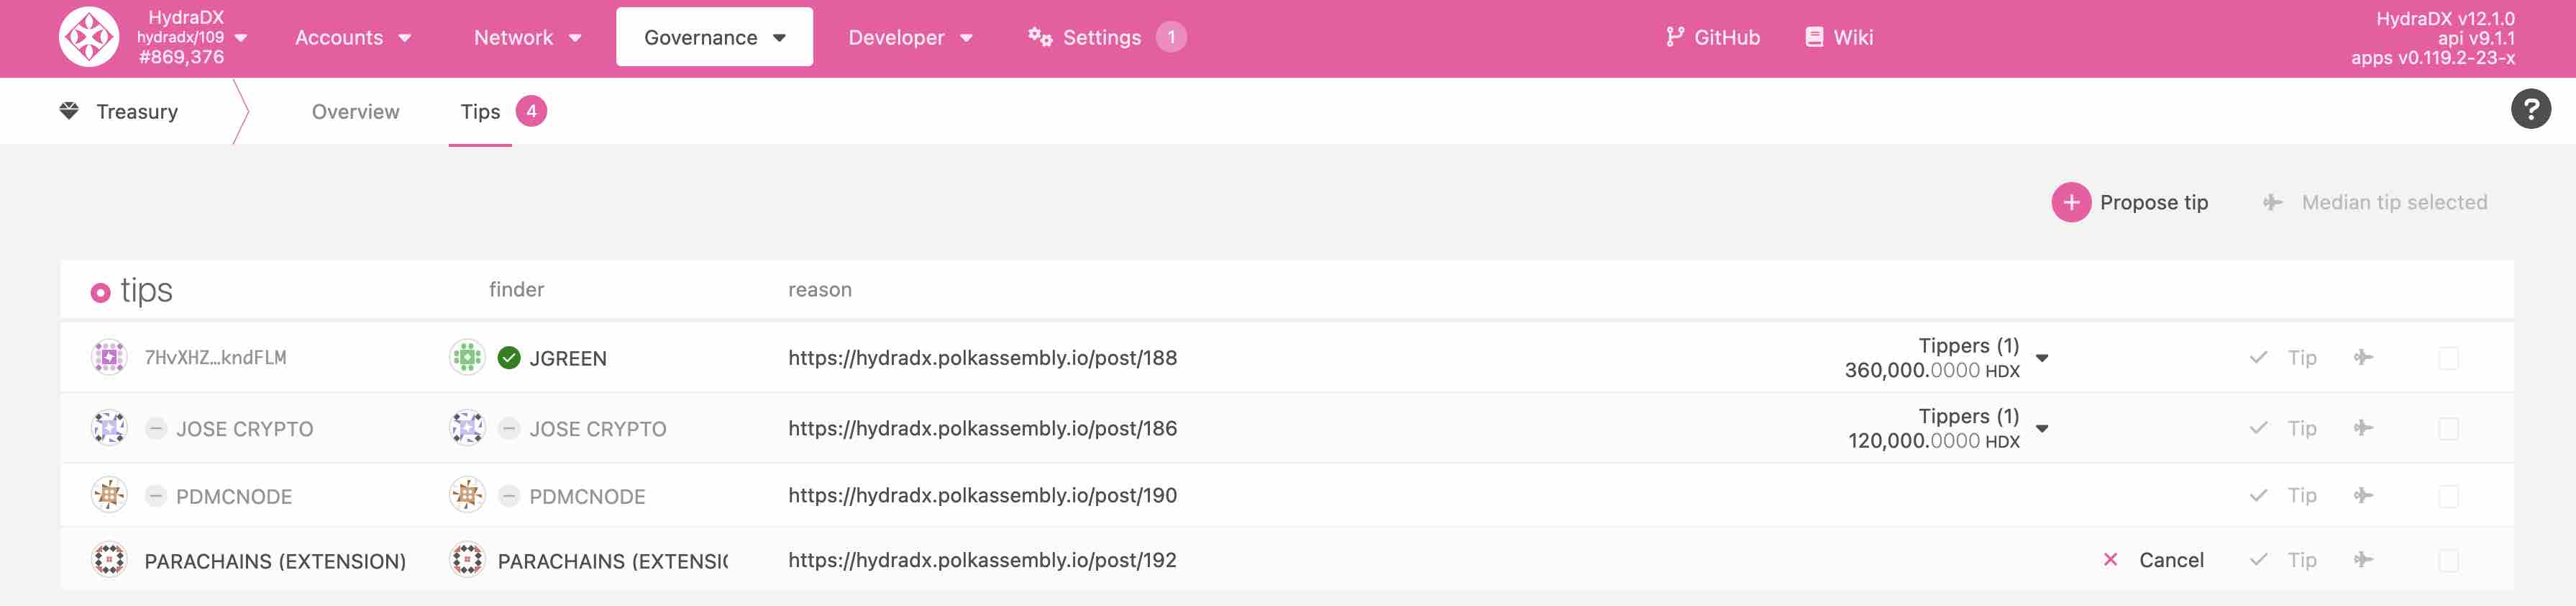 HydraDX
hydradx/109
#869,376
Accounts
Network
Governance
Developer
Settings 1
GitHub
Wiki
HydraDX v12.1.0
api v9.1.1
apps v0.119.2-23-x
Treasury
Overview
Tips 4
?
Propose tip
Median tip selected
tips finder reason
7HvXHZ…kndFLM JGREEN https://hydradx.polkassembly.io/post/188 Tippers (1) Tip
360,000.0000 HDX
JOSE CRYPTO JOSE CRYPTO https://hydradx.polkassembly.io/post/186 Tippers (1) Tip
120,000.0000 HDX
PDMCNODE PDMCNODE https://hydradx.polkassembly.io/post/190 Tip
PARACHAINS (EXTENSION) PARACHAINS (EXTENSI https://hydradx.polkassembly.io/post/192 Cancel Tip